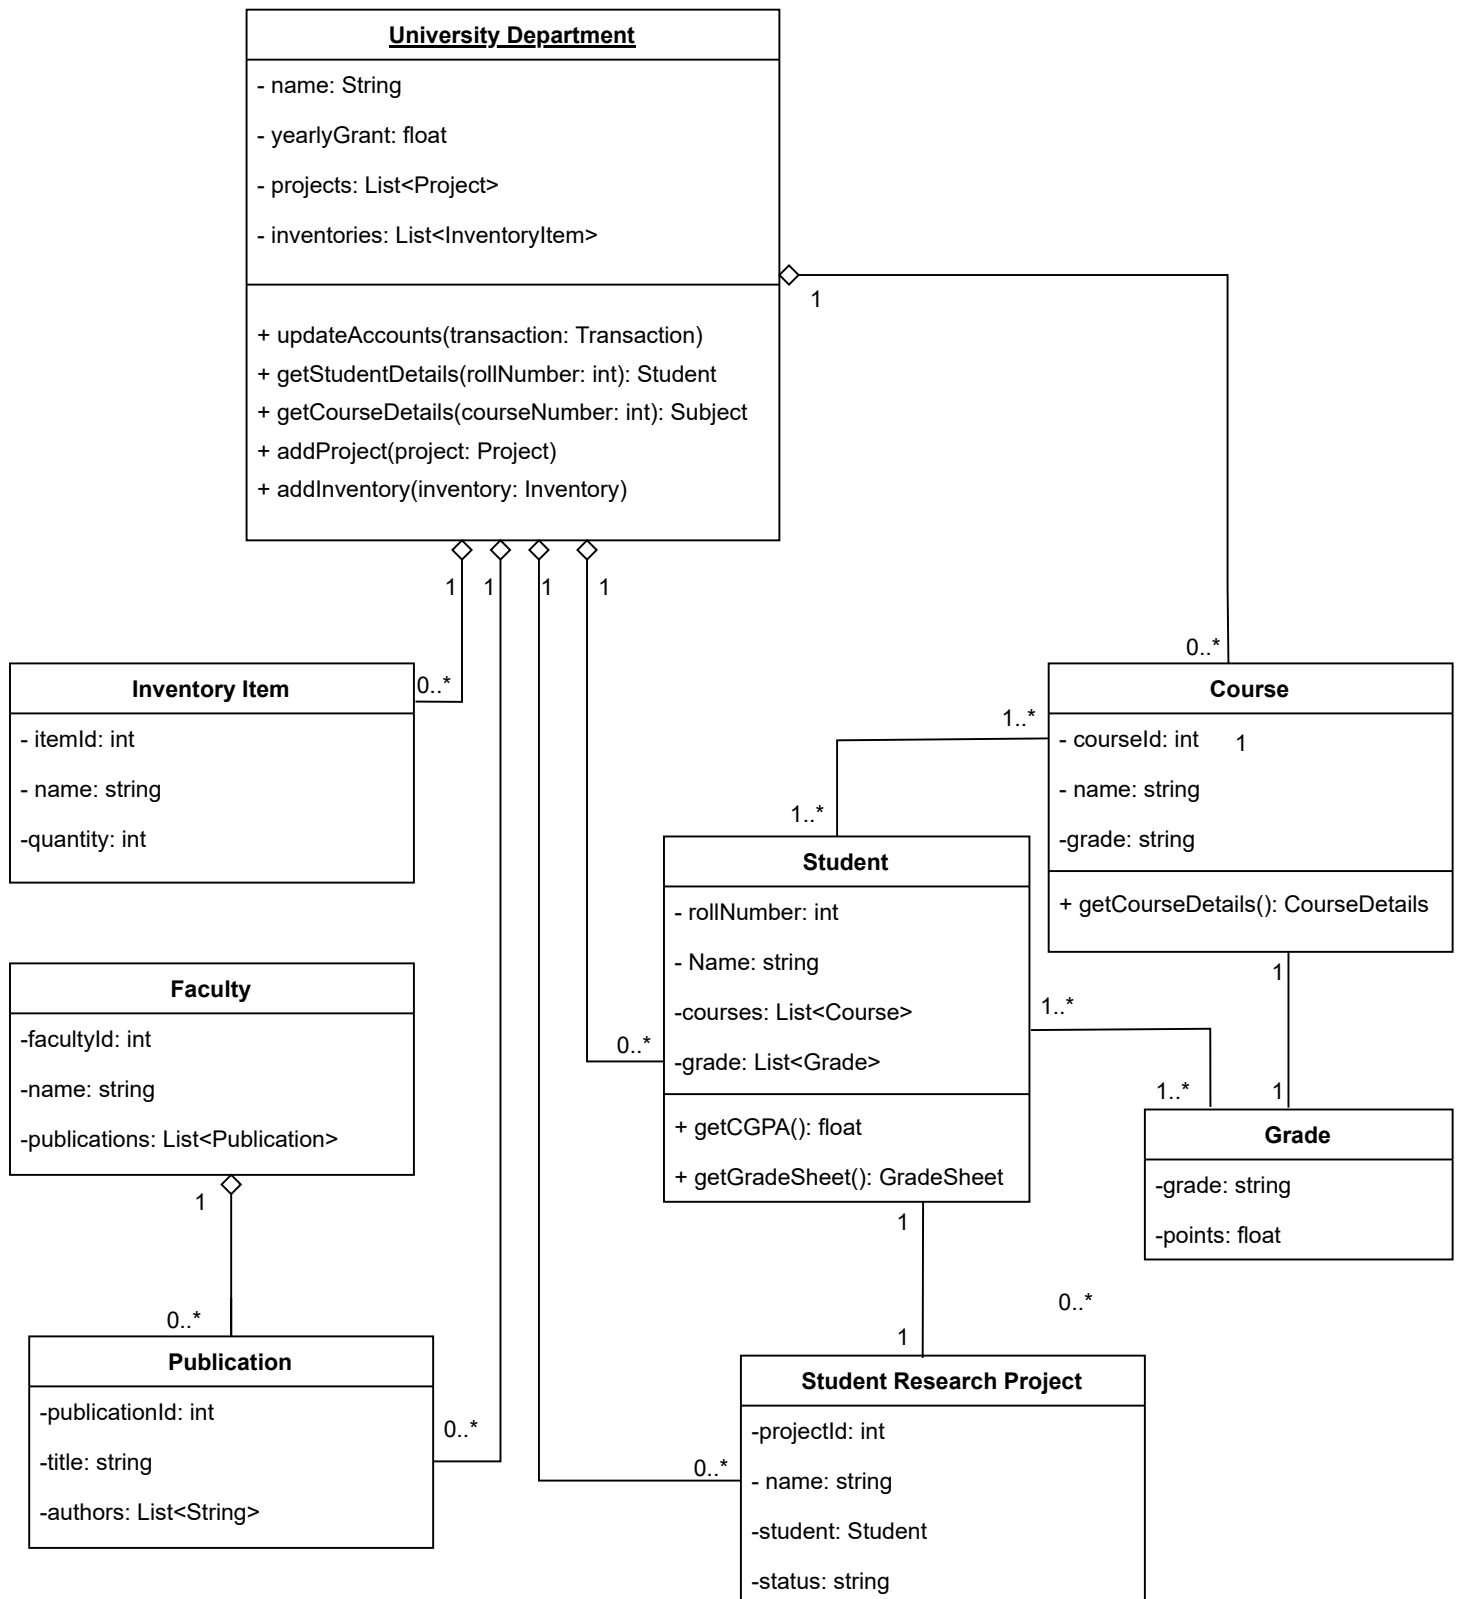 University Department
- name: String
- yearlyGrant: float
- projects: List<Project>
- inventories: List<InventoryItem>
+ updateAccounts(transaction: Transaction)
+ getStudentDetails(rollNumber: int): Student
+ getCourseDetails(courseNumber: int): Subject
+ addProject(project: Project)
+ addInventory(inventory: Inventory)
1
1
1
1
1
0..*
0..*
Inventory Item
- itemId: int
- name: string
-quantity: int
Course
- courseId: int
1
- name: string
-grade: string
+ getCourseDetails(): CourseDetails
1..*
1..*
Student
- rollNumber: int
- Name: string
-courses: List<Course>
-grade: List<Grade>
+ getCGPA(): float
+ getGradeSheet(): GradeSheet
0..*
1..*
1
1..*
1
Grade
-grade: string
-points: float
Faculty
-facultyId: int
-name: string
-publications: List<Publication>
1
0..*
Publication
-publicationId: int
-title: string
-authors: List<String>
0..*
1
0..*
1
Student Research Project
-projectId: int
- name: string
-student: Student
-status: string
0..*